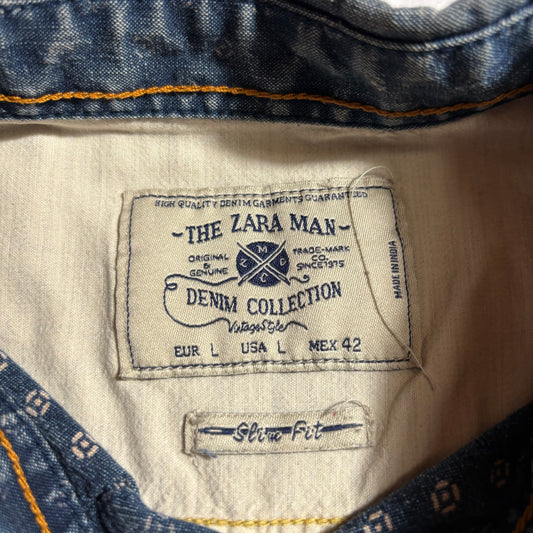 HIGH QUALITY DENIM GARMENTS GUARANTEED
-THE ZARA MAN-
ORIGINAL & GENUINE
M
Z D
C
TRADE-MARK CO. SINCE 1975
DENIM COLLECTION
Vintage Style
EUR L USA L MEX 42
MADE IN INDIA
Slim Fit